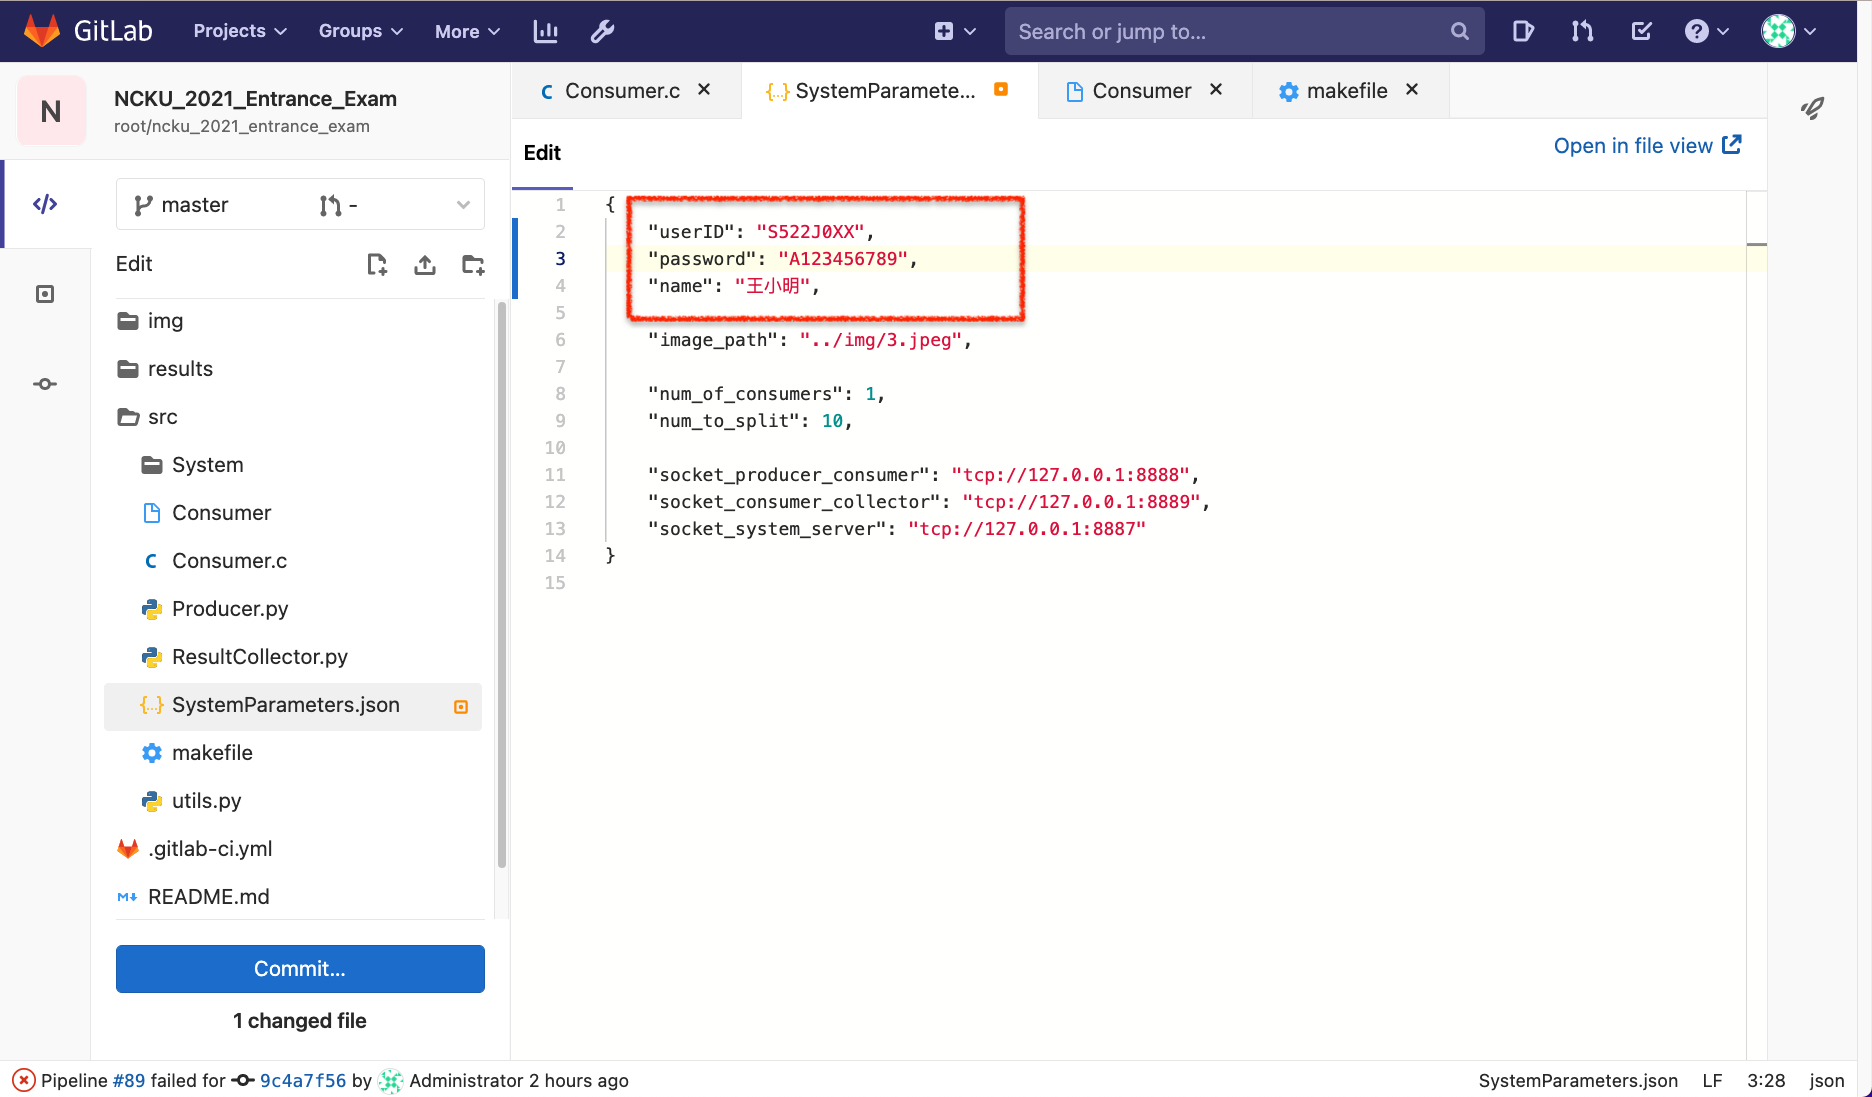 GitLab Projects Groups More Search or jump to...
N NCKU_2021_Entrance_Exam
root/ncku_2021_entrance_exam
master -
Edit
img
results
src
System
Consumer
Consumer.c
Producer.py
ResultCollector.py
SystemParameters.json
makefile
utils.py
.gitlab-ci.yml
README.md
Commit...
1 changed file
Consumer.c SystemParamete... Consumer makefile
Edit Open in file view
1 {
2 "userID": "S522J0XX",
3 "password": "A123456789",
4 "name": "王小明",
5
6 "image_path": "../img/3.jpeg",
7
8 "num_of_consumers": 1,
9 "num_to_split": 10,
10
11 "socket_producer_consumer": "tcp://127.0.0.1:8888",
12 "socket_consumer_collector": "tcp://127.0.0.1:8889",
13 "socket_system_server": "tcp://127.0.0.1:8887"
14 }
15
Pipeline #89 failed for 9c4a7f56 by Administrator 2 hours ago SystemParameters.json LF 3:28 json